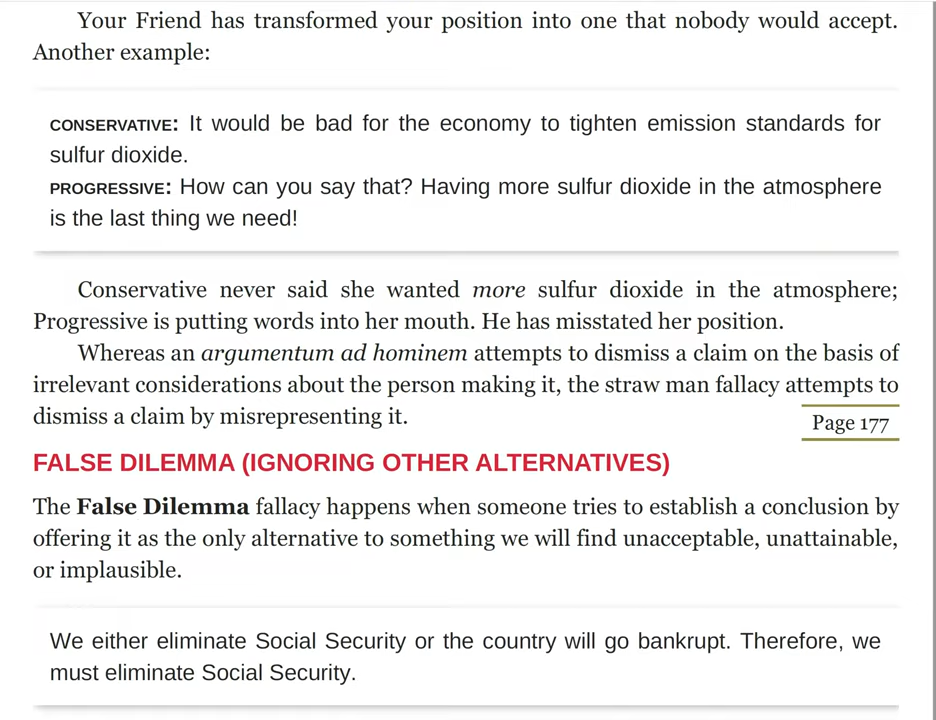 Your Friend has transformed your position into one that nobody would accept.
Another example:
CONSERVATIVE: It would be bad for the economy to tighten emission standards for
sulfur dioxide.
PROGRESSIVE: How can you say that? Having more sulfur dioxide in the atmosphere
is the last thing we need!
Conservative never said she wanted more sulfur dioxide in the atmosphere;
Progressive is putting words into her mouth. He has misstated her position.
Whereas an argumentum ad hominem attempts to dismiss a claim on the basis of
irrelevant considerations about the person making it, the straw man fallacy attempts to
dismiss a claim by misrepresenting it.
Page 177
FALSE DILEMMA (IGNORING OTHER ALTERNATIVES)
The False Dilemma fallacy happens when someone tries to establish a conclusion by
offering it as the only alternative to something we will find unacceptable, unattainable,
or implausible.
We either eliminate Social Security or the country will go bankrupt. Therefore, we
must eliminate Social Security.